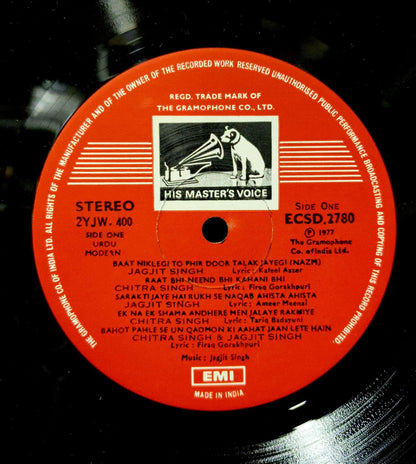 THE GRAMOPHONE CO. OF INDIA LTD. ALL RIGHTS OF THE MANUFACTURER AND OF THE OWNER OF THE RECORDED WORK RESERVED UNAUTHORISED PUBLIC PERFORMANCE BROADCASTING AND COPYING OF THIS RECORD PROHIBITED.
REGD. TRADE MARK OF
THE GRAMOPHONE CO., LTD.
HIS MASTER'S VOICE
STEREO
2YJW. 400
SIDE ONE
URDU
MODERN
Side One
ECSD.2780
Ⓟ 1977
The Gramophone
Co. of India Ltd.
BAAT NIKLEGI TO PHIR DOOR TALAK JAYEGI (NAZM)
JAGJIT SINGH Lyric: Kafeel Aazer
RAAT BHI-NEEND BHI KAHANI BHI
CHITRA SINGH Lyric: Firaq Gorakhpuri
SARAKTI JAYE HAI RUKH SE NAQAB AHISTA AHISTA
JAGJIT SINGH Lyric: Ameer Meenai
EK NA EK SHAMA ANDHERE MEN JALAYE RAKHIYE
CHITRA SINGH Lyric: Tariq Badayuni
BAHOT PAHLE SE UN QADMON KI AAHAT JAAN LETE HAIN
CHITRA SINGH & JAGJIT SINGH
Lyric: Firaq Gorakhpuri
Music: Jagjit Singh
EMI
MADE IN INDIA